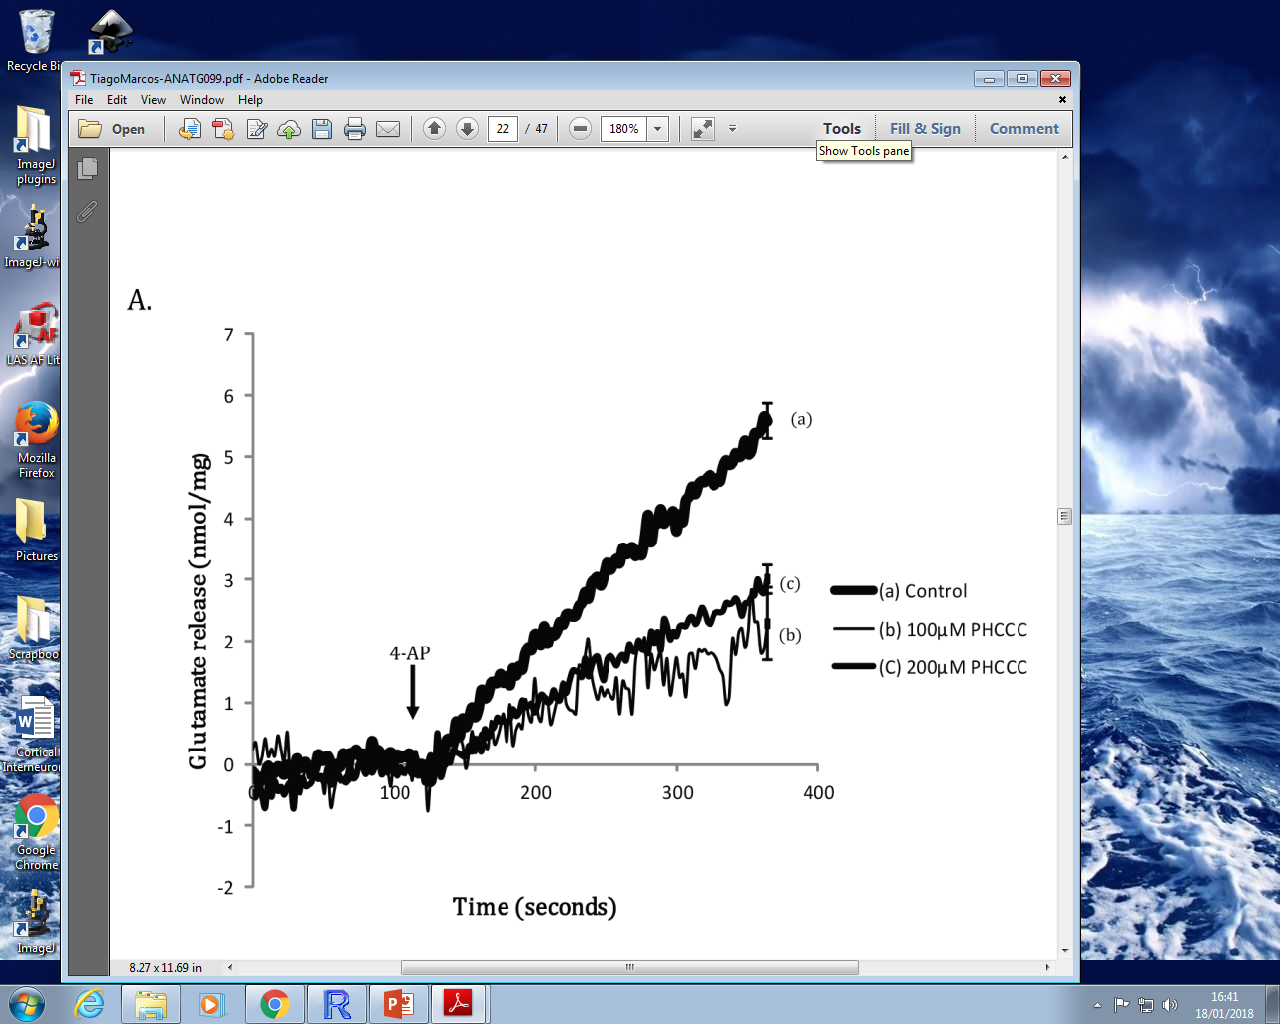 Recycle Bi
TiagoMarcos-ANATG099.pdf - Adobe Reader
File Edit View Window Help
Open 22 / 47 180% Tools Fill & Sign Comment
Show Tools pane
ImageJ
plugins
ImageJ-wi
LAS AF Lit
Mozilla
Firefox
Pictures
Scrapboo
W
Cortical
Interneuron
Google
Chrome
ImageJ
A.
Glutamate release (nmol/mg)
7
6
5
4
3
2
1
0
-1
-2
0 100 200 300 400
4-AP
(a)
(c)
(b)
(a) Control
(b) 100µM PHCCC
(C) 200µM PHCCC
Time (seconds)
8.27 x 11.69 in
16:41
18/01/2018